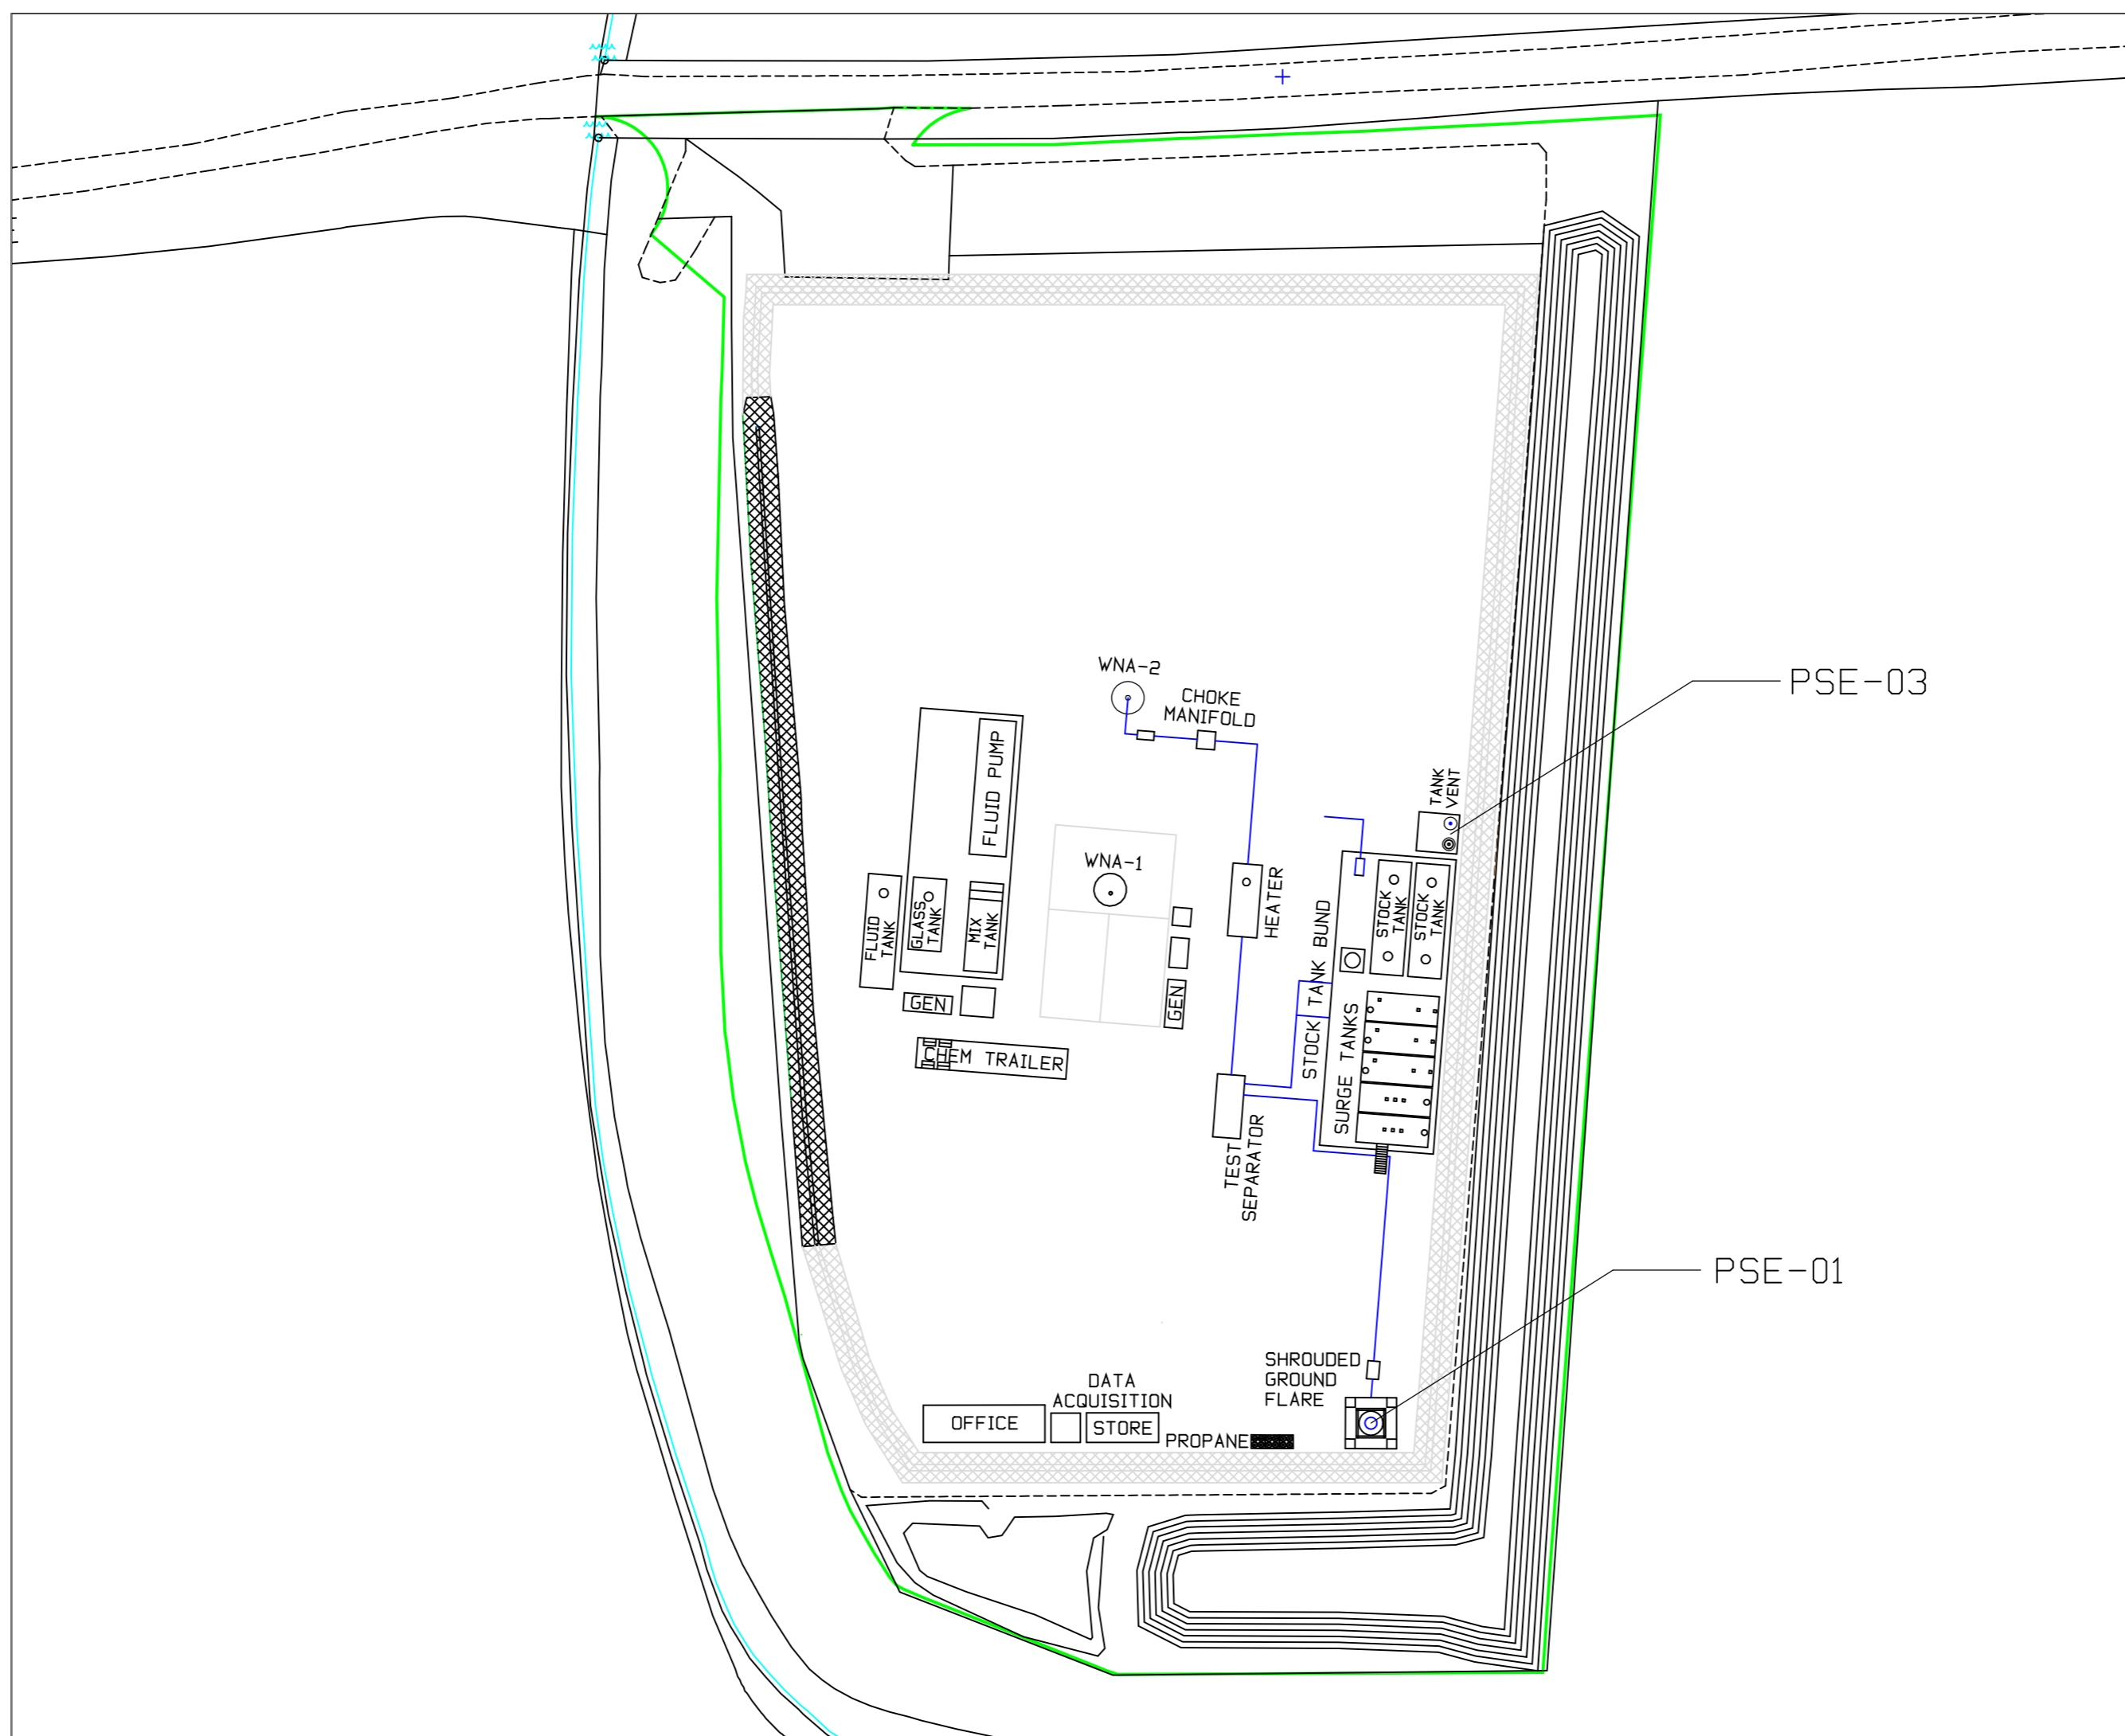 WNA-2
CHOKE
MANIFOLD
PSE-03
FLUID PUMP
TANK
VENT
WNA-1
FLUID
TANK
GLASS
TANK
MIX
TANK
HEATER
STOCK TANK BUND
STOCK
TANK
STOCK
TANK
GEN
GEN
SURGE TANKS
CHEM TRAILER
TEST
SEPARATOR
PSE-01
SHROUDED
GROUND
FLARE
DATA
ACQUISITION
OFFICE
STORE
PROPANE